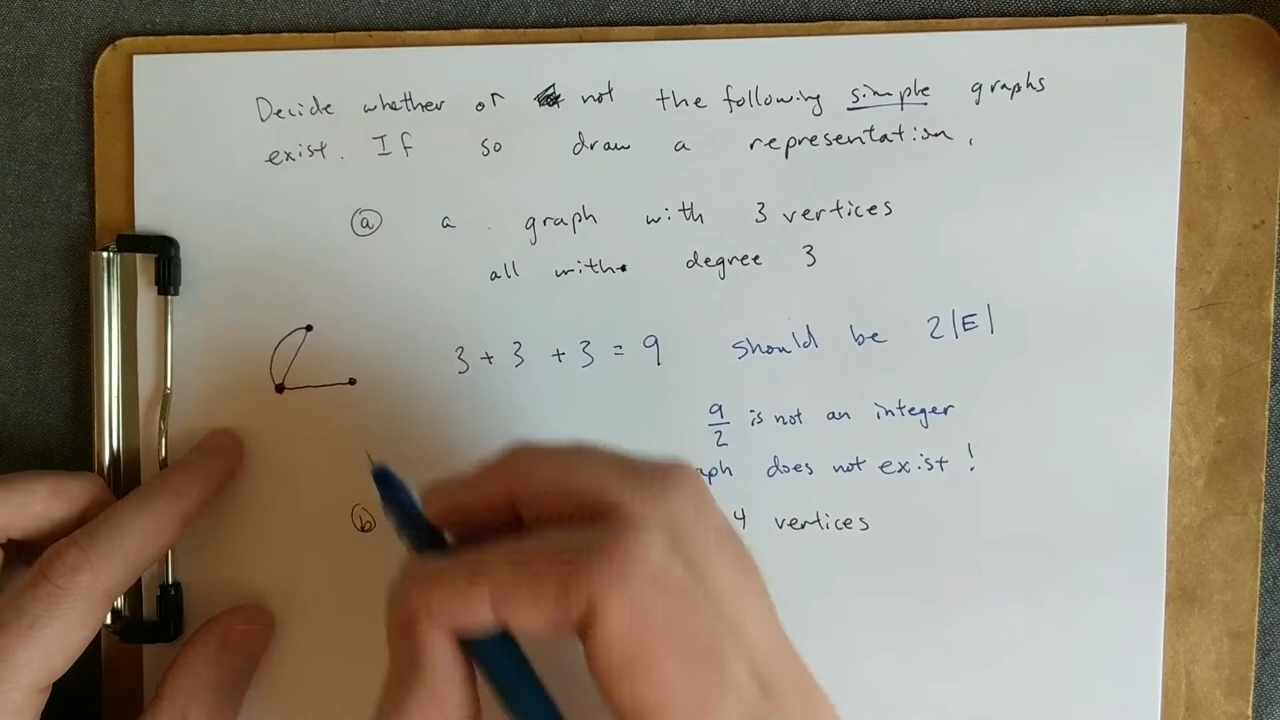 Decide whether or not the following simple graphs
exist. If so draw a representation.
ⓐ a graph with 3 vertices
all with degree 3
3 + 3 + 3 = 9 should be 2|E|
9/2 is not an integer
does not exist!
ⓑ 4 vertices